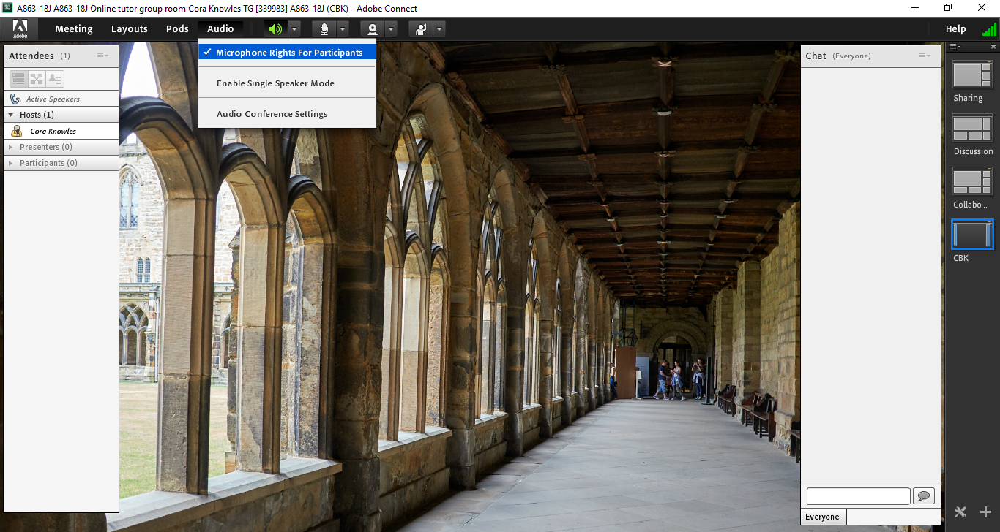 A863-18J A863-18J Online tutor group room Cora Knowles TG [339983] A863-18J (CBK) - Adobe Connect
Adobe
Meeting Layouts Pods Audio Help
Microphone Rights For Participants
Enable Single Speaker Mode
Audio Conference Settings
Attendees (1)
Active Speakers
Hosts (1)
Cora Knowles
Presenters (0)
Participants (0)
Chat (Everyone)
Everyone
Sharing
Discussion
Collabo...
CBK